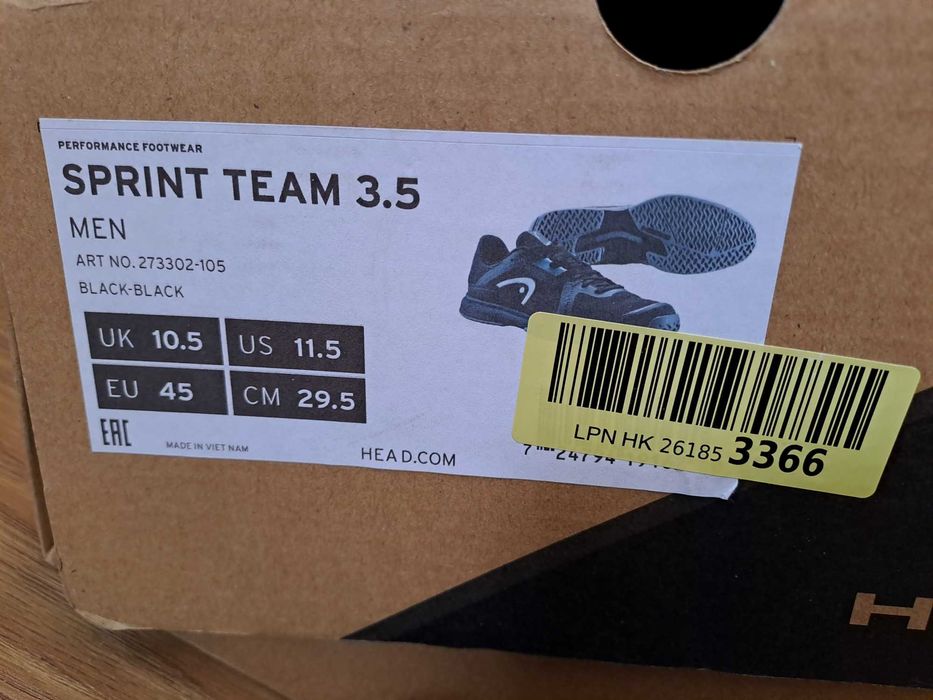 PERFORMANCE FOOTWEAR
SPRINT TEAM 3.5
MEN
ART NO. 273302-105
BLACK-BLACK
UK 10.5 US 11.5
EU 45 CM 29.5
EAC
MADE IN VIET NAM
HEAD.COM
LPN HK 26185 3366